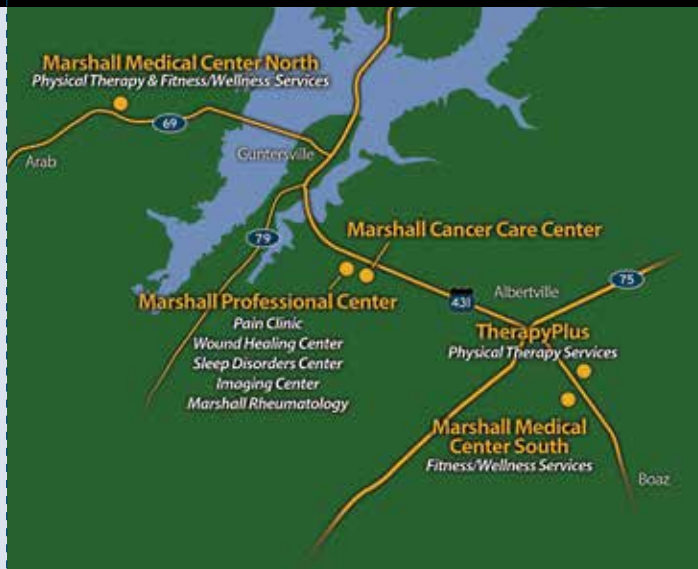 Marshall Medical Center North
Physical Therapy & Fitness/Wellness Services
69
Arab
Guntersville
79
Marshall Cancer Care Center
Marshall Professional Center
Pain Clinic
Wound Healing Center
Sleep Disorders Center
Imaging Center
Marshall Rheumatology
431
Albertville
75
TherapyPlus
Physical Therapy Services
Marshall Medical
Center South
Fitness/Wellness Services
Boaz